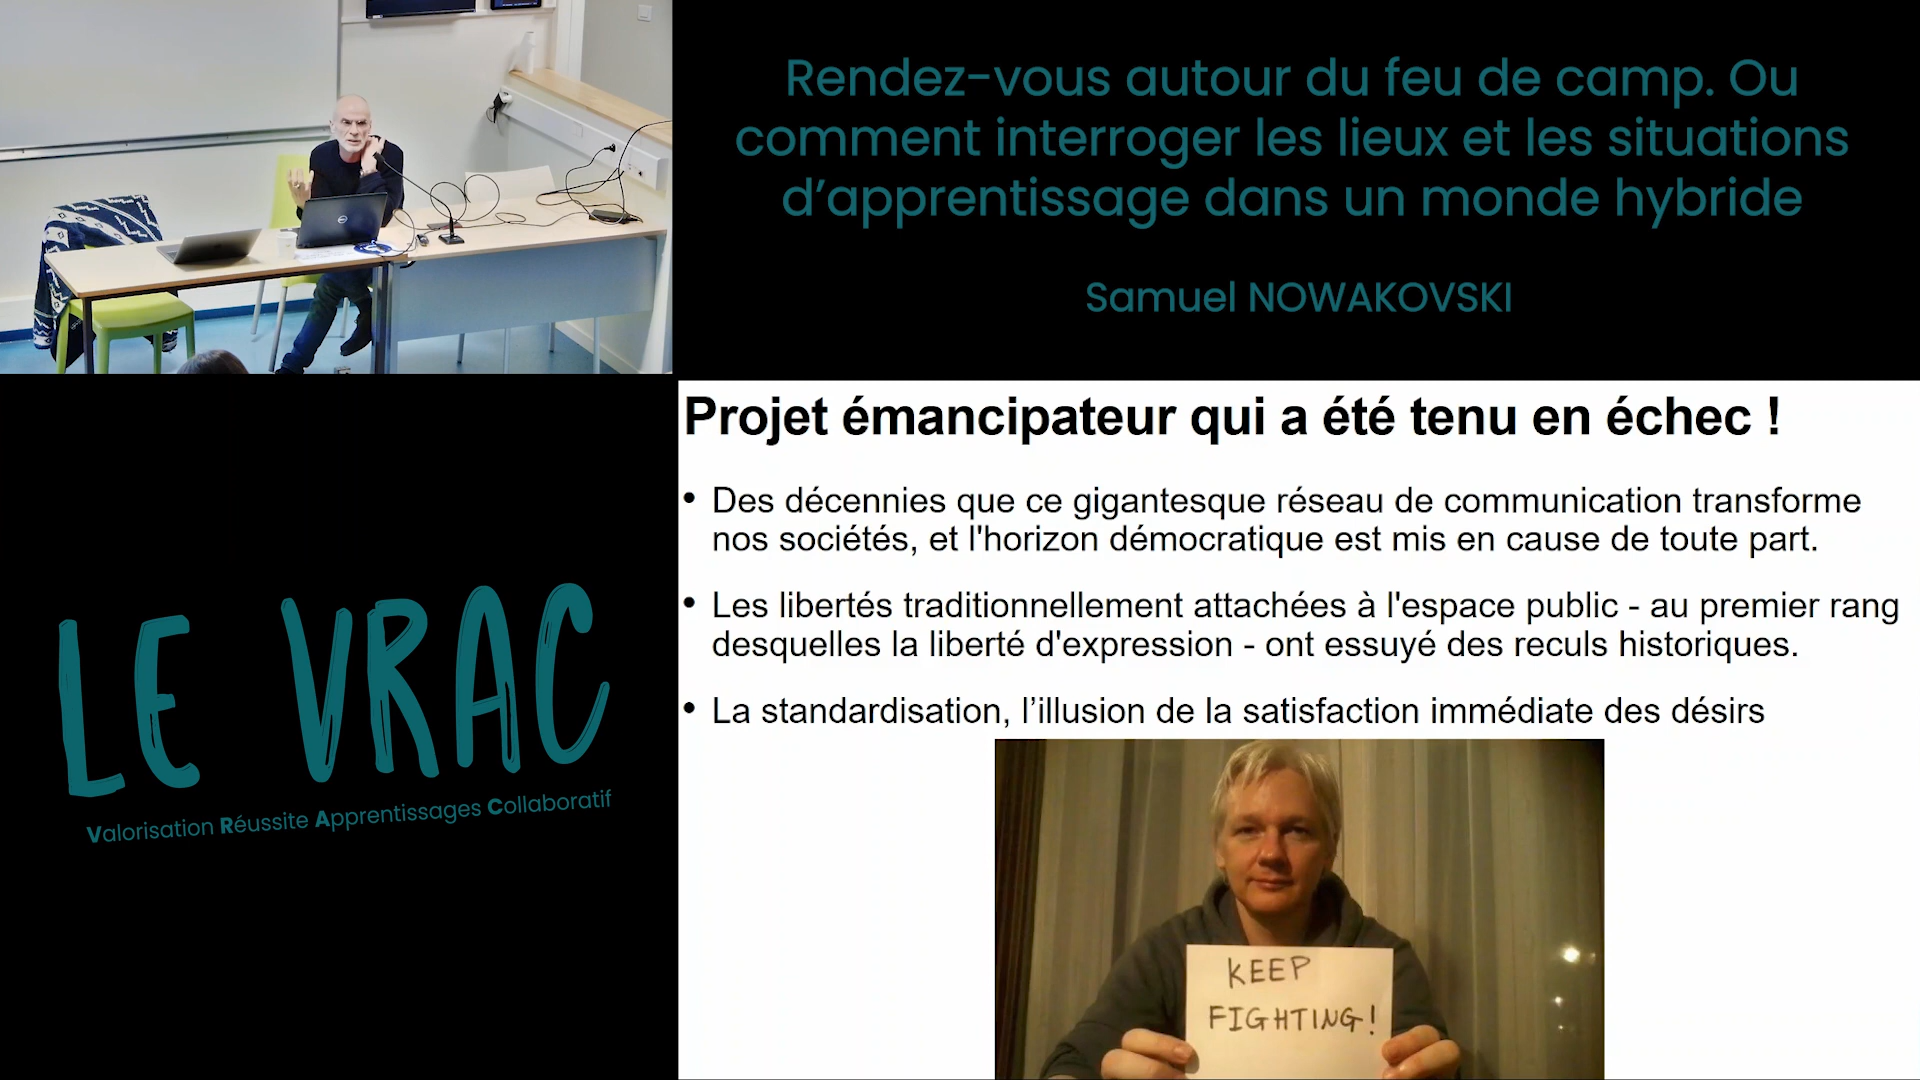 Rendez-vous autour du feu de camp. Ou
comment interroger les lieux et les situations
d’apprentissage dans un monde hybride
Samuel NOWAKOVSKI
Projet émancipateur qui a été tenu en échec !
• Des décennies que ce gigantesque réseau de communication transforme
nos sociétés, et l'horizon démocratique est mis en cause de toute part.
• Les libertés traditionnellement attachées à l'espace public - au premier rang
desquelles la liberté d'expression - ont essuyé des reculs historiques.
• La standardisation, l’illusion de la satisfaction immédiate des désirs
KEEP
FIGHTING!
LE VRAC
Valorisation Réussite Apprentissages Collaboratif